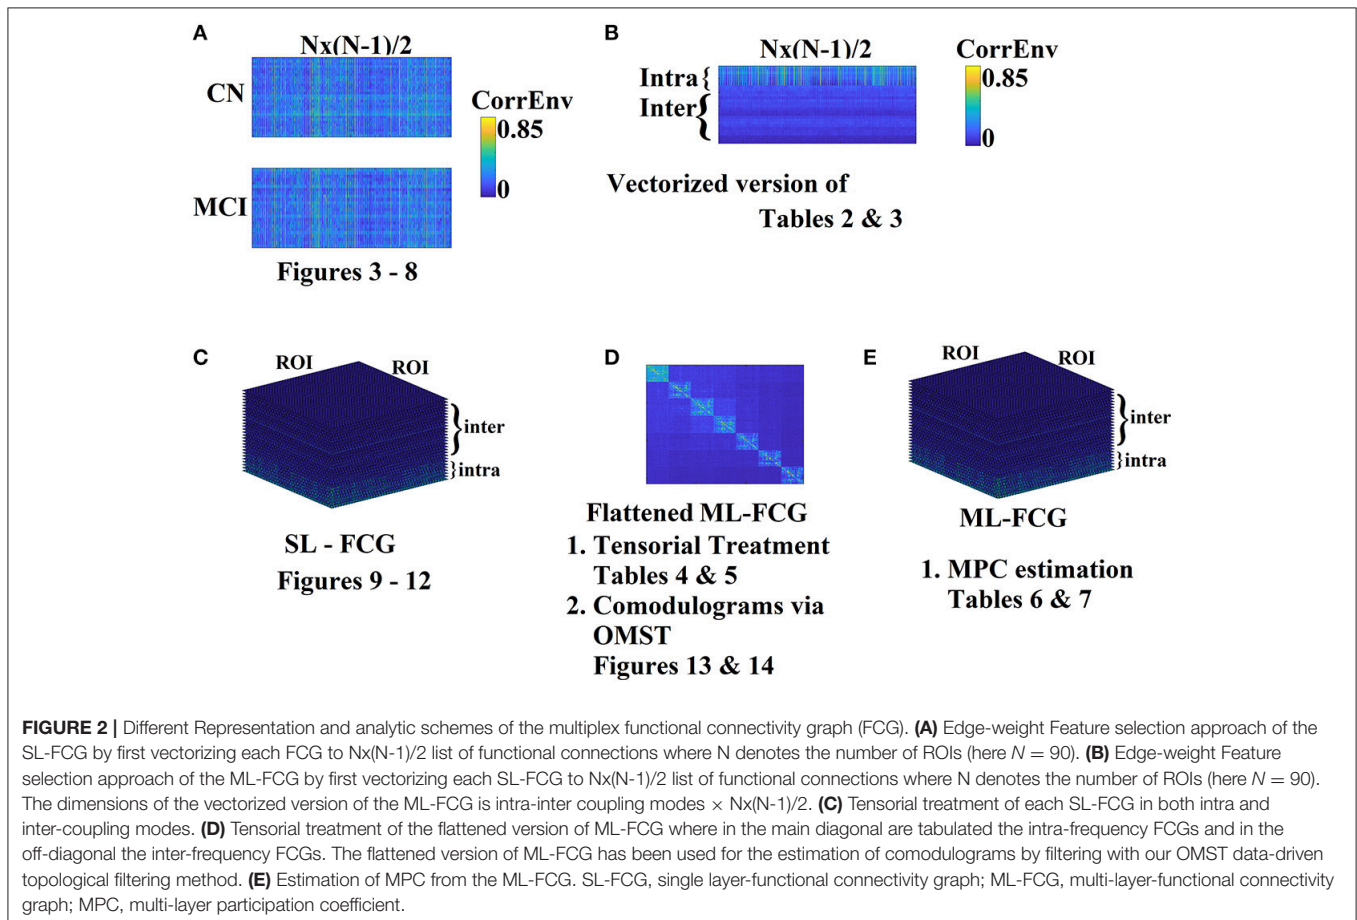 A
Nx(N-1)/2
CN
CorrEnv
0.85
0
MCI
Figures 3 - 8
B
Nx(N-1)/2
CorrEnv
Intra{
0.85
Inter{
0
Vectorized version of
Tables 2 & 3
C
ROI
ROI
}inter
}intra
SL - FCG
Figures 9 - 12
D
Flattened ML-FCG
1. Tensorial Treatment
Tables 4 & 5
2. Comodulograms via
OMST
Figures 13 & 14
E
ROI
ROI
}inter
}intra
ML-FCG
1. MPC estimation
Tables 6 & 7
FIGURE 2 | Different Representation and analytic schemes of the multiplex functional connectivity graph (FCG). (A) Edge-weight Feature selection approach of the
SL-FCG by first vectorizing each FCG to Nx(N-1)/2 list of functional connections where N denotes the number of ROIs (here N = 90). (B) Edge-weight Feature
selection approach of the ML-FCG by first vectorizing each SL-FCG to Nx(N-1)/2 list of functional connections where N denotes the number of ROIs (here N = 90).
The dimensions of the vectorized version of the ML-FCG is intra-inter coupling modes × Nx(N-1)/2. (C) Tensorial treatment of each SL-FCG in both intra and
inter-coupling modes. (D) Tensorial treatment of the flattened version of ML-FCG where in the main diagonal are tabulated the intra-frequency FCGs and in the
off-diagonal the inter-frequency FCGs. The flattened version of ML-FCG has been used for the estimation of comodulograms by filtering with our OMST data-driven
topological filtering method. (E) Estimation of MPC from the ML-FCG. SL-FCG, single layer-functional connectivity graph; ML-FCG, multi-layer-functional connectivity
graph; MPC, multi-layer participation coefficient.